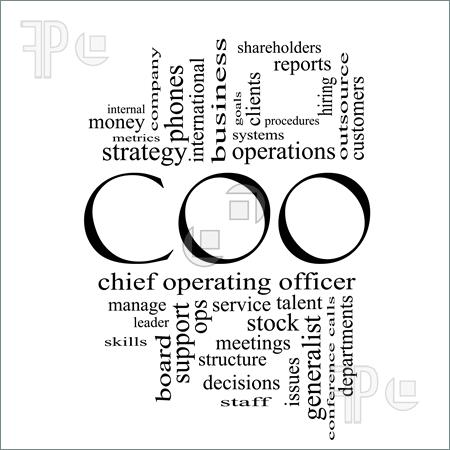 shareholders
reports
company
phones
international
business
goals
clients
hiring
outsource
customers
internal
money
metrics
procedures
systems
strategy
operations
COO
chief operating officer
manage
leader
skills
board
support
ops
service
talent
stock
meetings
structure
decisions
staff
issues
generalist
conference calls
departments